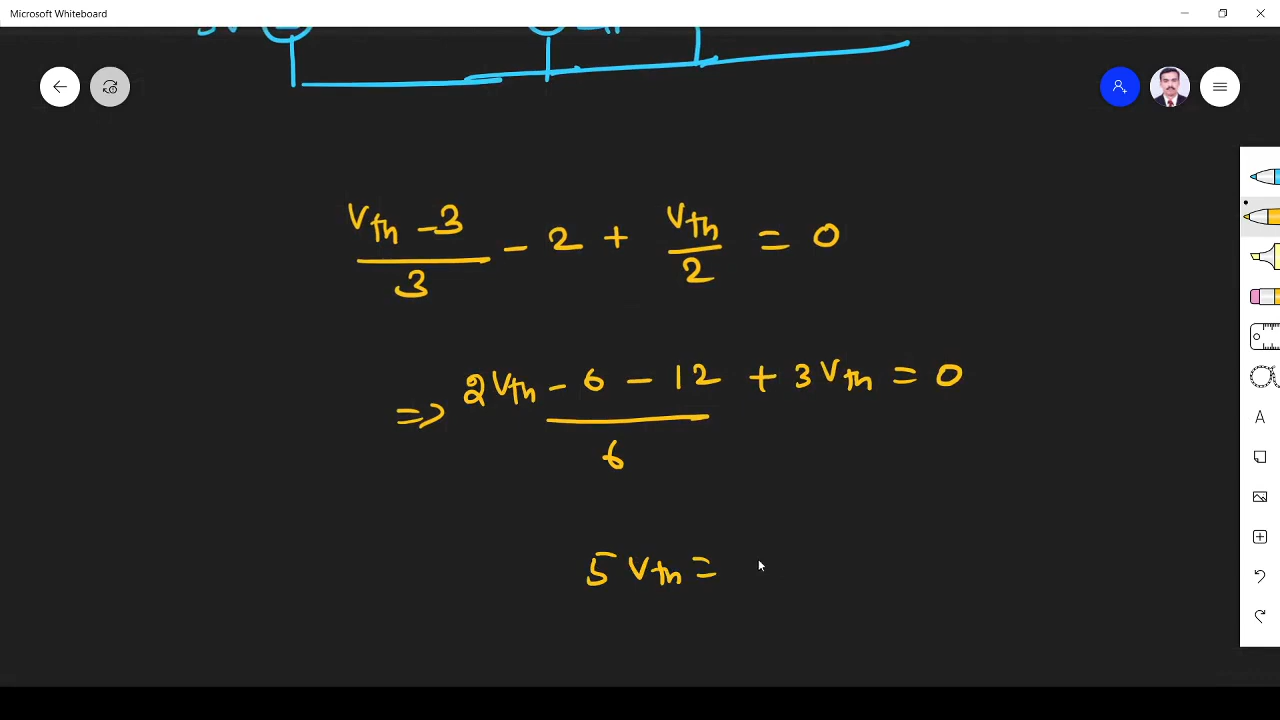 Microsoft Whiteboard
Vth - 3 / 3 - 2 + Vth / 2 = 0
=> 2Vth - 6 - 12 + 3Vth = 0
6
5 Vth =
A